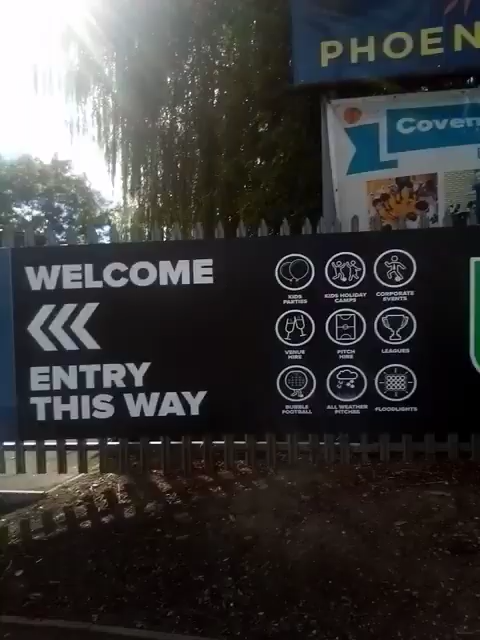 PHOEN
Coven
WELCOME
ENTRY
THIS WAY
KIDS
PARTIES
KIDS HOLIDAY
CAMPS
CORPORATE
EVENTS
VENUE
HIRE
PITCH
HIRE
LEAGUES
BUBBLE
FOOTBALL
ALL WEATHER
PITCHES
FLOODLIGHTS